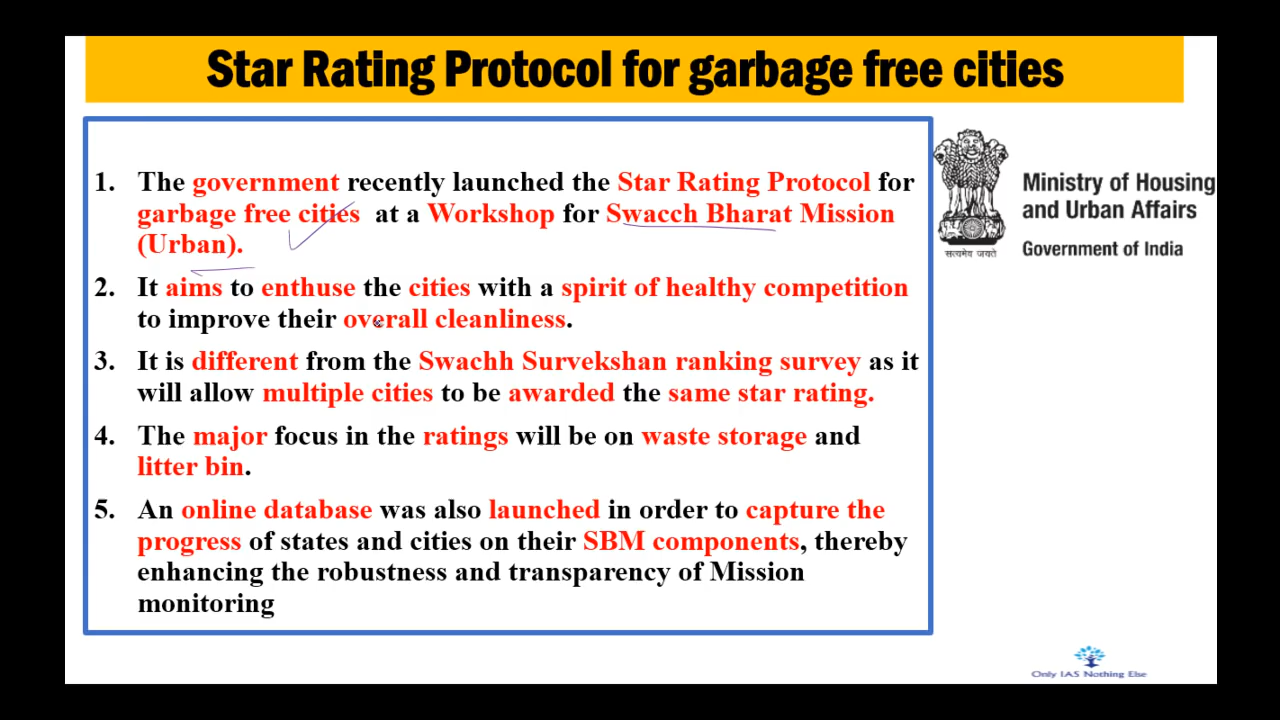 Star Rating Protocol for garbage free cities
1. The government recently launched the Star Rating Protocol for
garbage free cities at a Workshop for Swacch Bharat Mission
(Urban).
2. It aims to enthuse the cities with a spirit of healthy competition
to improve their overall cleanliness.
3. It is different from the Swachh Survekshan ranking survey as it
will allow multiple cities to be awarded the same star rating.
4. The major focus in the ratings will be on waste storage and
litter bin.
5. An online database was also launched in order to capture the
progress of states and cities on their SBM components, thereby
enhancing the robustness and transparency of Mission
monitoring
सत्यमेव जयते
Ministry of Housing
and Urban Affairs
Government of India
Only IAS Nothing Else